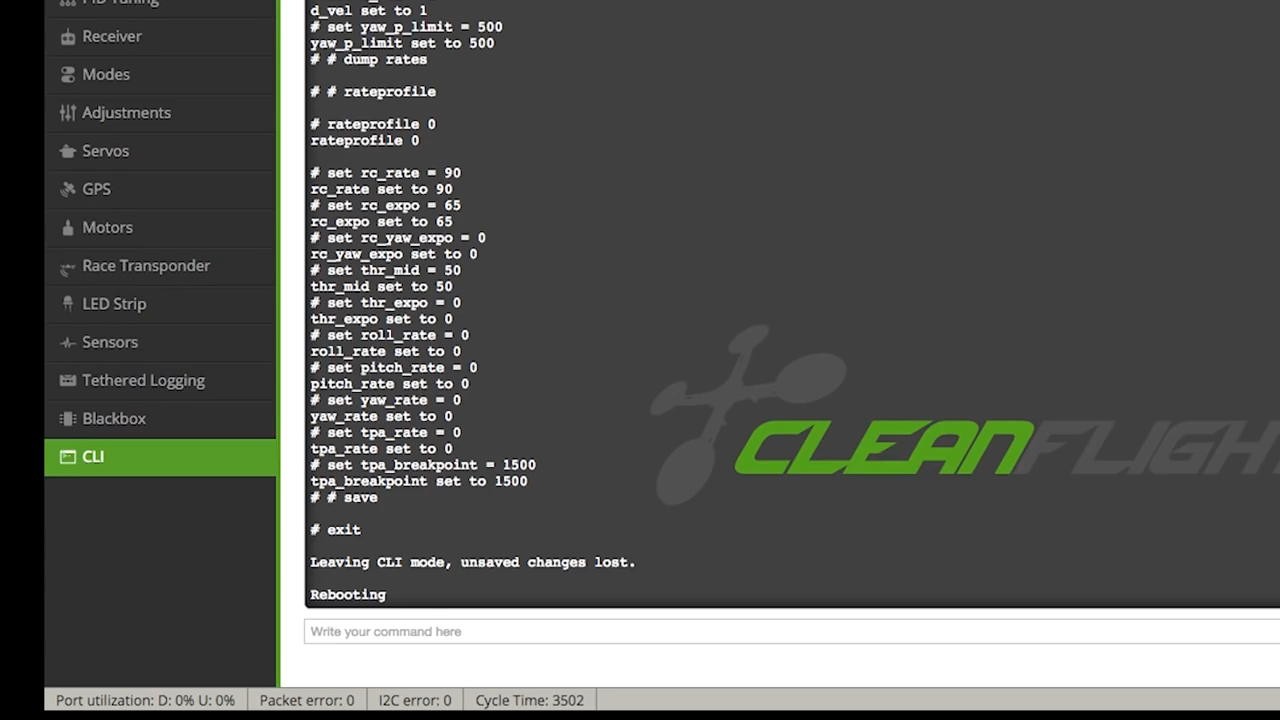 PID Tuning
Receiver
Modes
Adjustments
Servos
GPS
Motors
Race Transponder
LED Strip
Sensors
Tethered Logging
Blackbox
CLI
d_vel set to 1
# set yaw_p_limit = 500
yaw_p_limit set to 500
# # dump rates
# # rateprofile
# rateprofile 0
rateprofile 0
# set rc_rate = 90
rc_rate set to 90
# set rc_expo = 65
rc_expo set to 65
# set rc_yaw_expo = 0
rc_yaw_expo set to 0
# set thr_mid = 50
thr_mid set to 50
# set thr_expo = 0
thr_expo set to 0
# set roll_rate = 0
roll_rate set to 0
# set pitch_rate = 0
pitch_rate set to 0
# set yaw_rate = 0
yaw_rate set to 0
# set tpa_rate = 0
tpa_rate set to 0
# set tpa_breakpoint = 1500
tpa_breakpoint set to 1500
# # save
# exit
Leaving CLI mode, unsaved changes lost.
Rebooting
CLEANFLIGH
Write your command here
Port utilization: D: 0% U: 0% Packet error: 0 I2C error: 0 Cycle Time: 3502